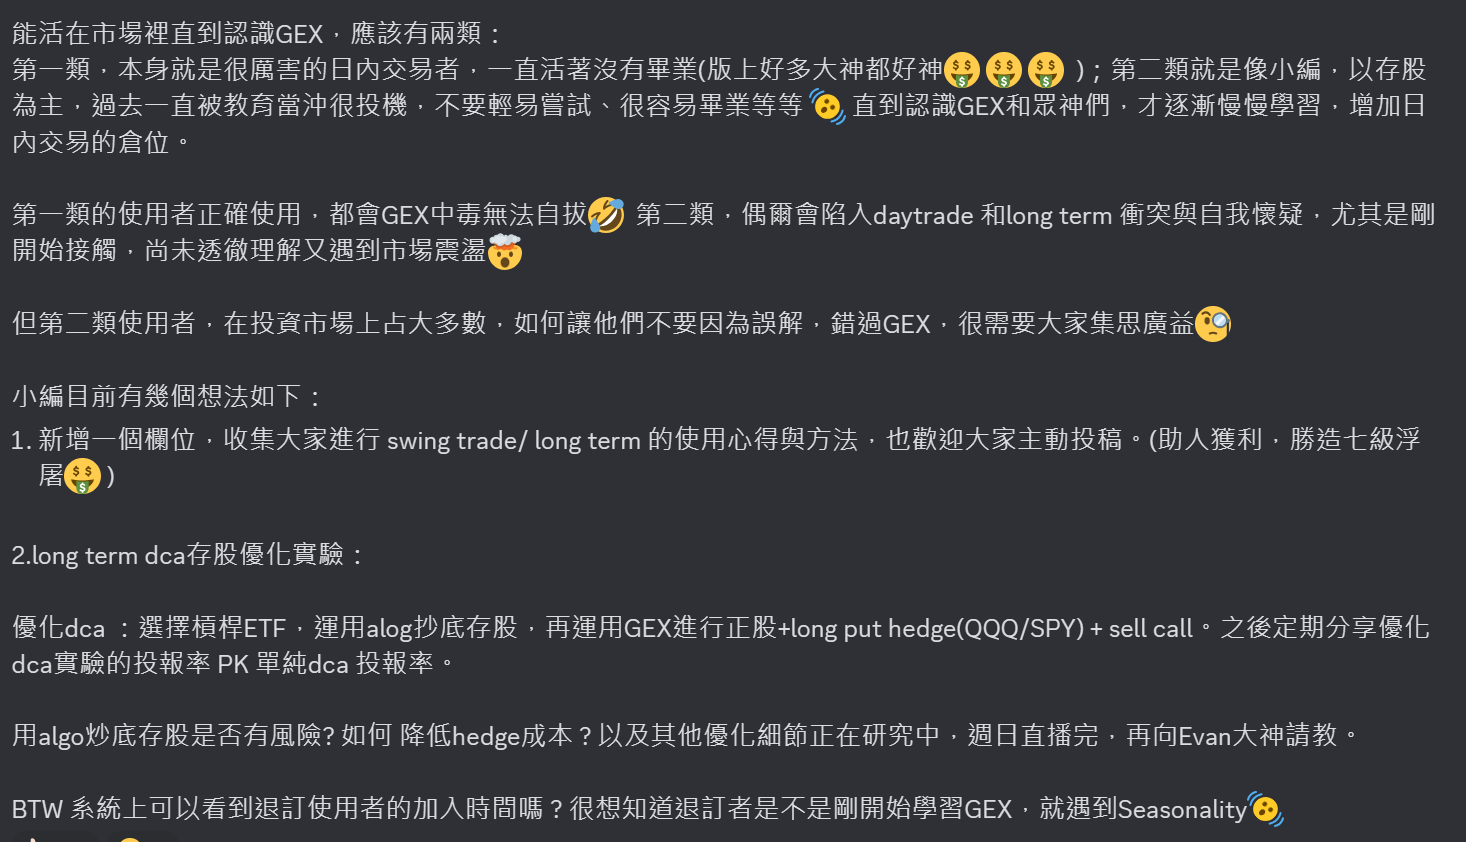 能活在市場裡直到認識GEX，應該有兩類：
第一類，本身就是很厲害的日內交易者，一直活著沒有畢業(版上好多大神都好神🤑🤑🤑 )；第二類就是像小編，以存股
為主，過去一直被教育當沖很投機，不要輕易嘗試、很容易畢業等等 🫨 直到認識GEX和眾神們，才逐漸慢慢學習，增加日
內交易的倉位。
第一類的使用者正確使用，都會GEX中毒無法自拔🤣 第二類，偶爾會陷入daytrade 和long term 衝突與自我懷疑，尤其是剛
開始接觸，尚未透徹理解又遇到市場震盪🤯
但第二類使用者，在投資市場上占大多數，如何讓他們不要因為誤解，錯過GEX，很需要大家集思廣益🧐
小編目前有幾個想法如下：
1. 新增一個欄位，收集大家進行 swing trade/ long term 的使用心得與方法，也歡迎大家主動投稿。(助人獲利，勝造七級浮
屠🤑 )
2.long term dca存股優化實驗：
優化dca ：選擇槓桿ETF，運用alog抄底存股，再運用GEX進行正股+long put hedge(QQQ/SPY) + sell call。之後定期分享優化
dca實驗的投報率 PK 單純dca 投報率。
用algo炒底存股是否有風險? 如何 降低hedge成本？以及其他優化細節正在研究中，週日直播完，再向Evan大神請教。
BTW 系統上可以看到退訂使用者的加入時間嗎？很想知道退訂者是不是剛開始學習GEX，就遇到Seasonality🫨